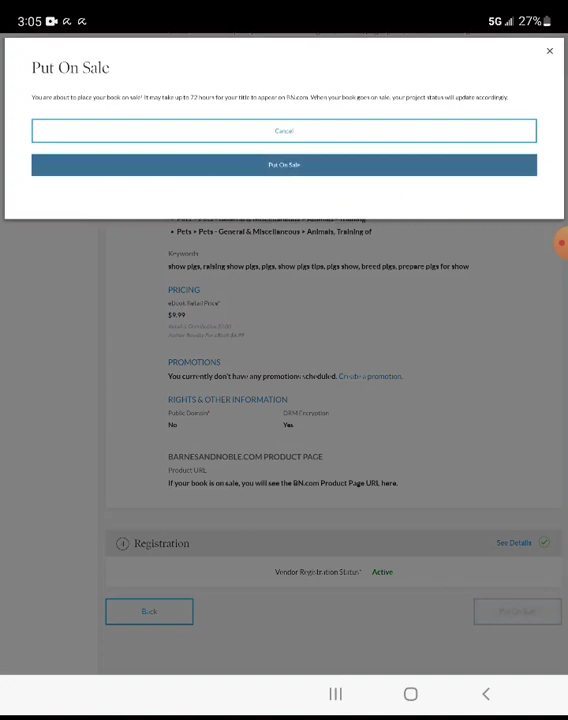 3:05
5G 27%
Put On Sale
You are about to place your book on sale! It may take up to 72 hours for your title to appear on BN.com. When your book goes on sale, your project status will update accordingly.
Cancel
Put On Sale
• Pets > Pets - General & Miscellaneous > Animals, Training of
Keywords
show pigs, raising show pigs, pigs, show pigs tips, pigs show, breed pigs, prepare pigs for show
PRICING
eBook Retail Price*
$9.99
PROMOTIONS
You currently don't have any promotions scheduled. Create a promotion.
RIGHTS & OTHER INFORMATION
Public Domain* DRM Encryption
No Yes
BARNESANDNOBLE.COM PRODUCT PAGE
Product URL
If your book is on sale, you will see the BN.com Product Page URL here.
4 Registration See Details
Vendor Registration Status* Active
Back Put On Sale